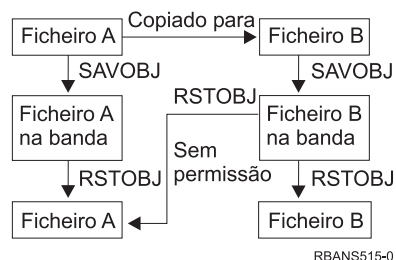 Copiado para
Ficheiro A
Ficheiro B
SAVOBJ
SAVOBJ
RSTOBJ
Ficheiro A
na banda
Ficheiro B
na banda
Sem
permissão
RSTOBJ
RSTOBJ
Ficheiro A
Ficheiro B
RBANS515-0